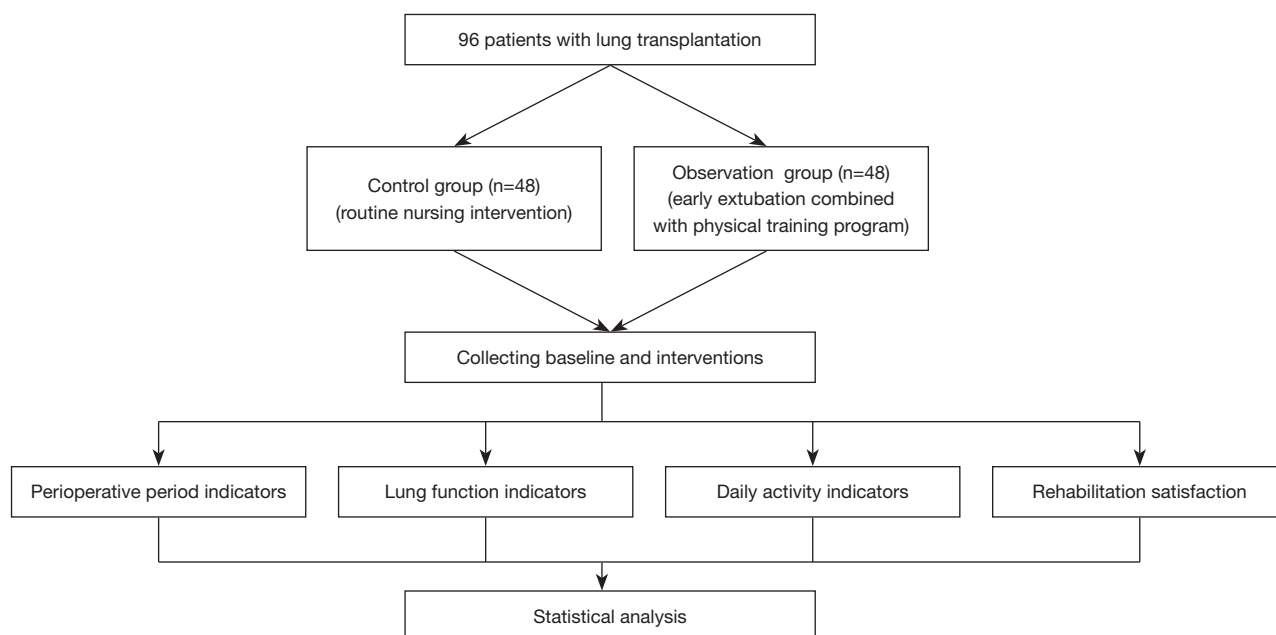 96 patients with lung transplantation
Control group (n=48)
(routine nursing intervention)
Observation group (n=48)
(early extubation combined
with physical training program)
Collecting baseline and interventions
Perioperative period indicators
Lung function indicators
Daily activity indicators
Rehabilitation satisfaction
Statistical analysis